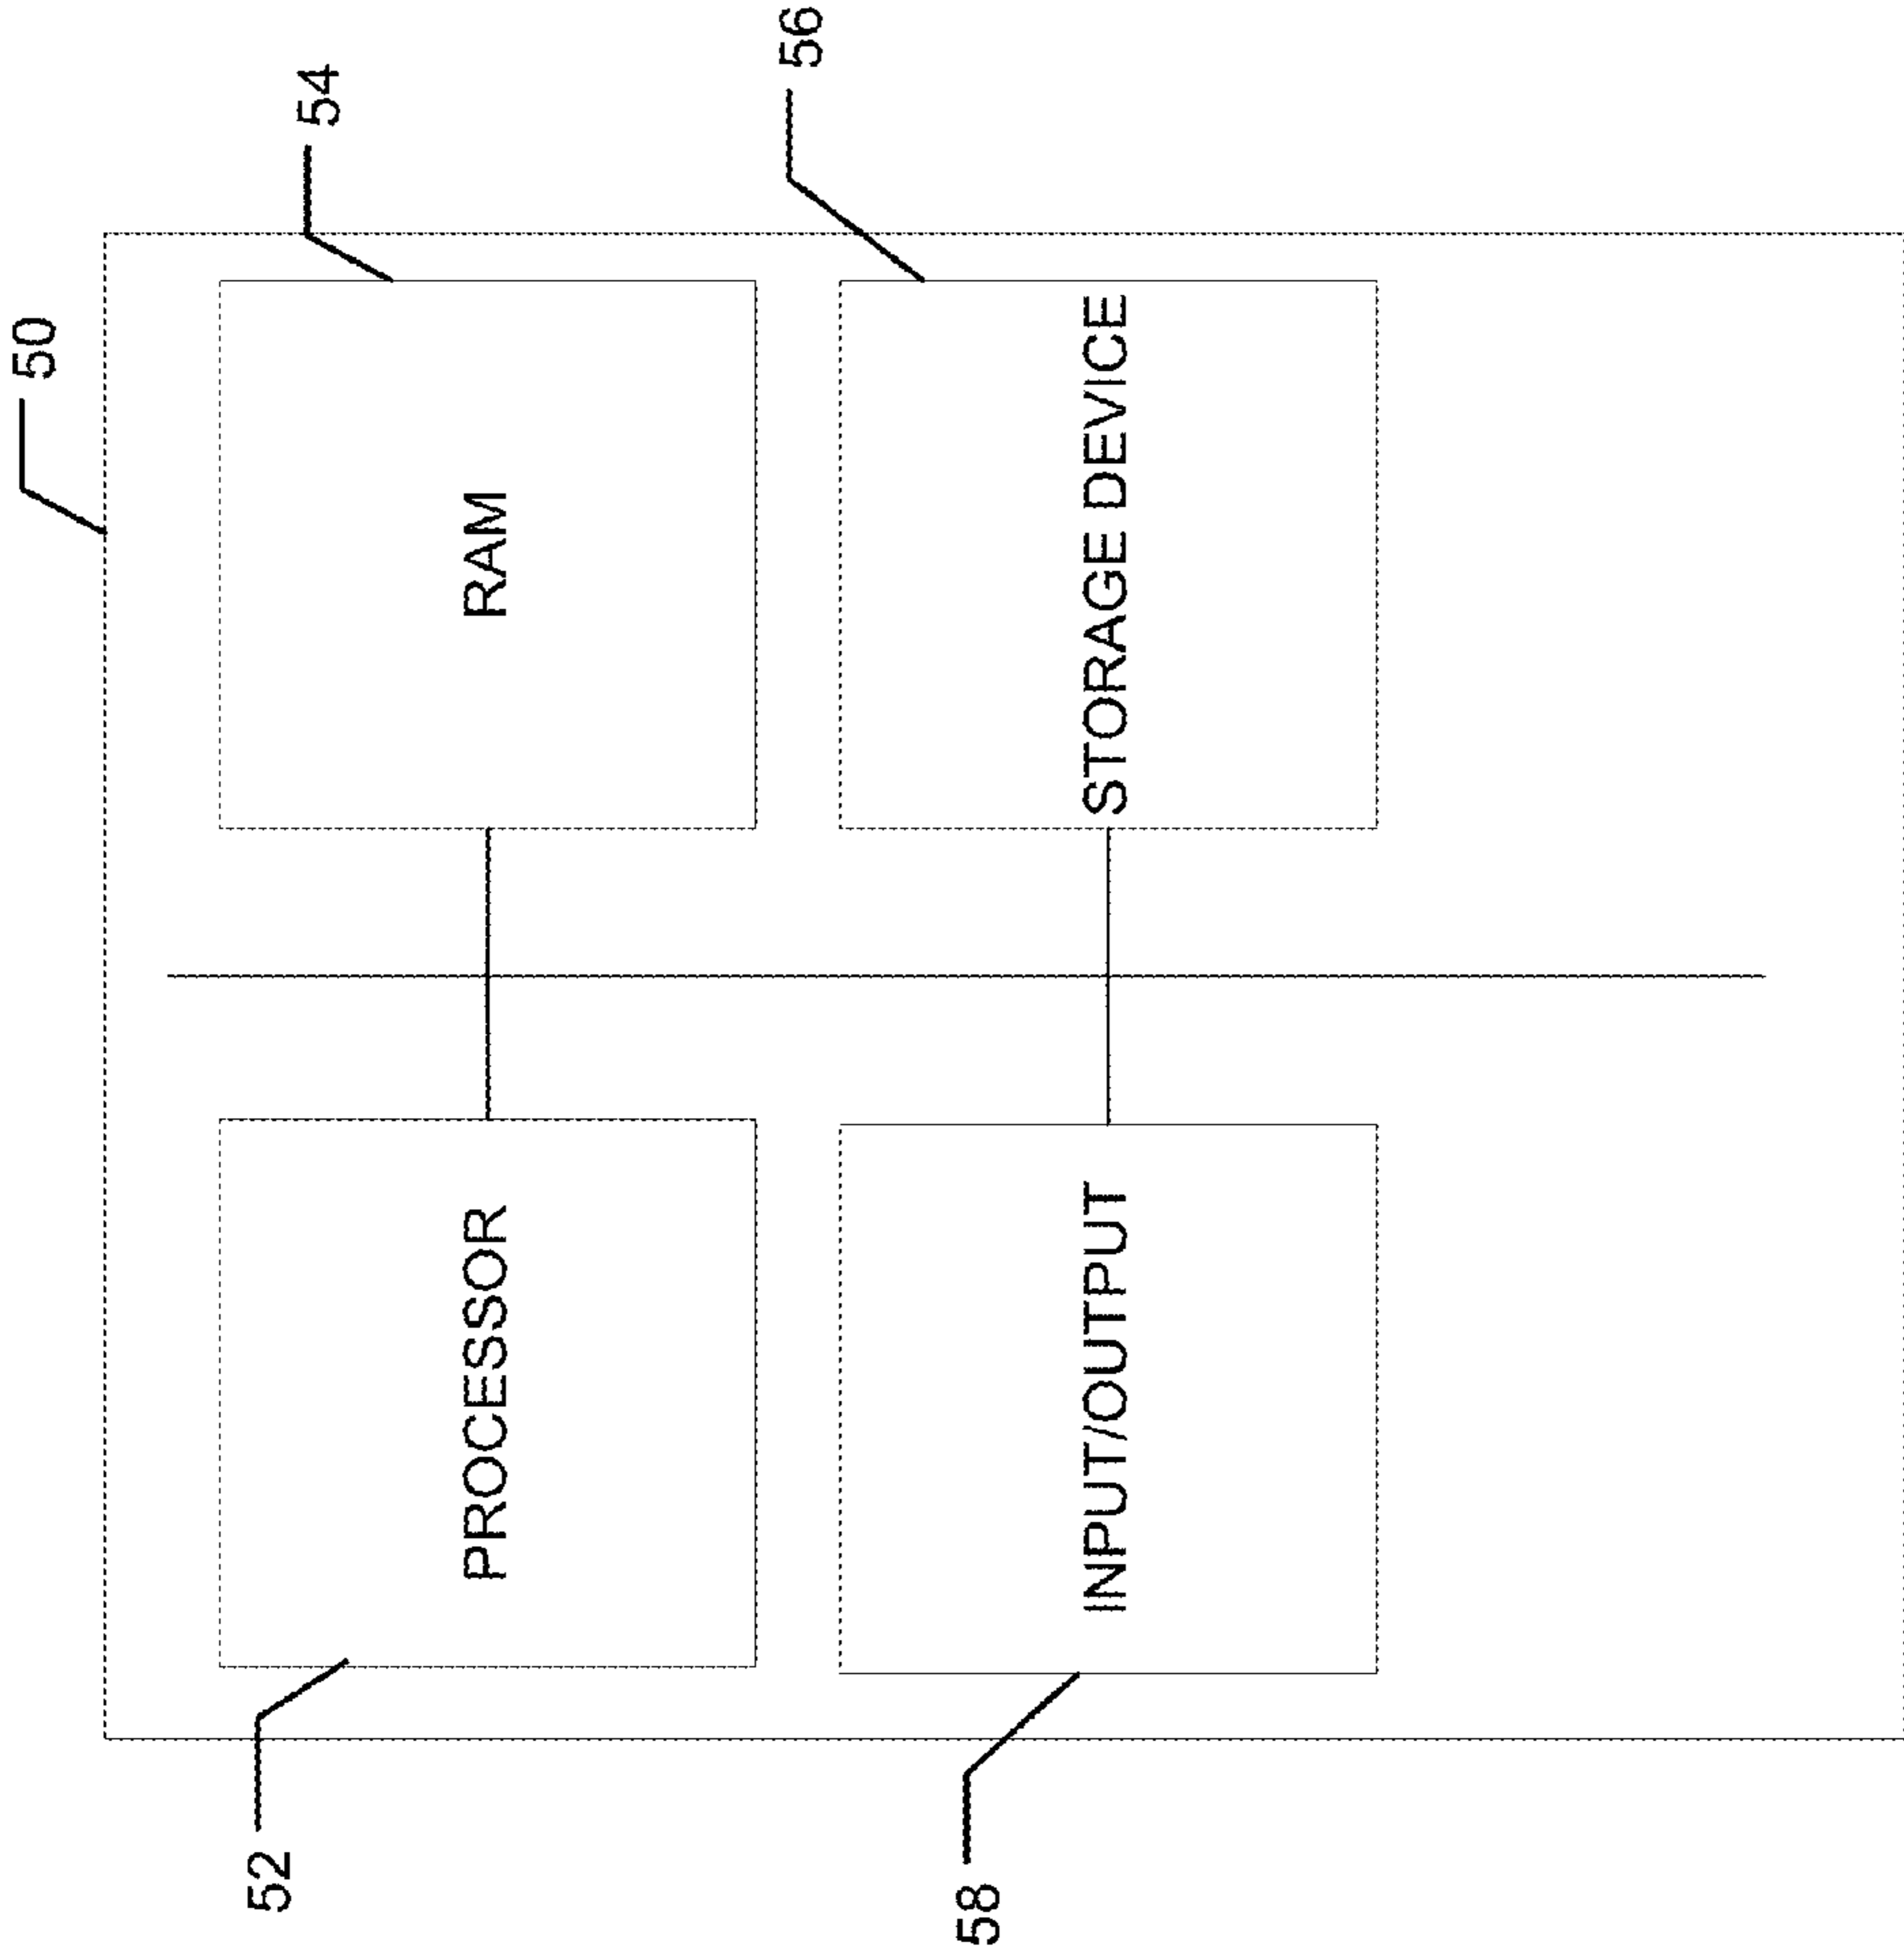 50
52
PROCESSOR
RAM
54
58
INPUT/OUTPUT
STORAGE DEVICE
56